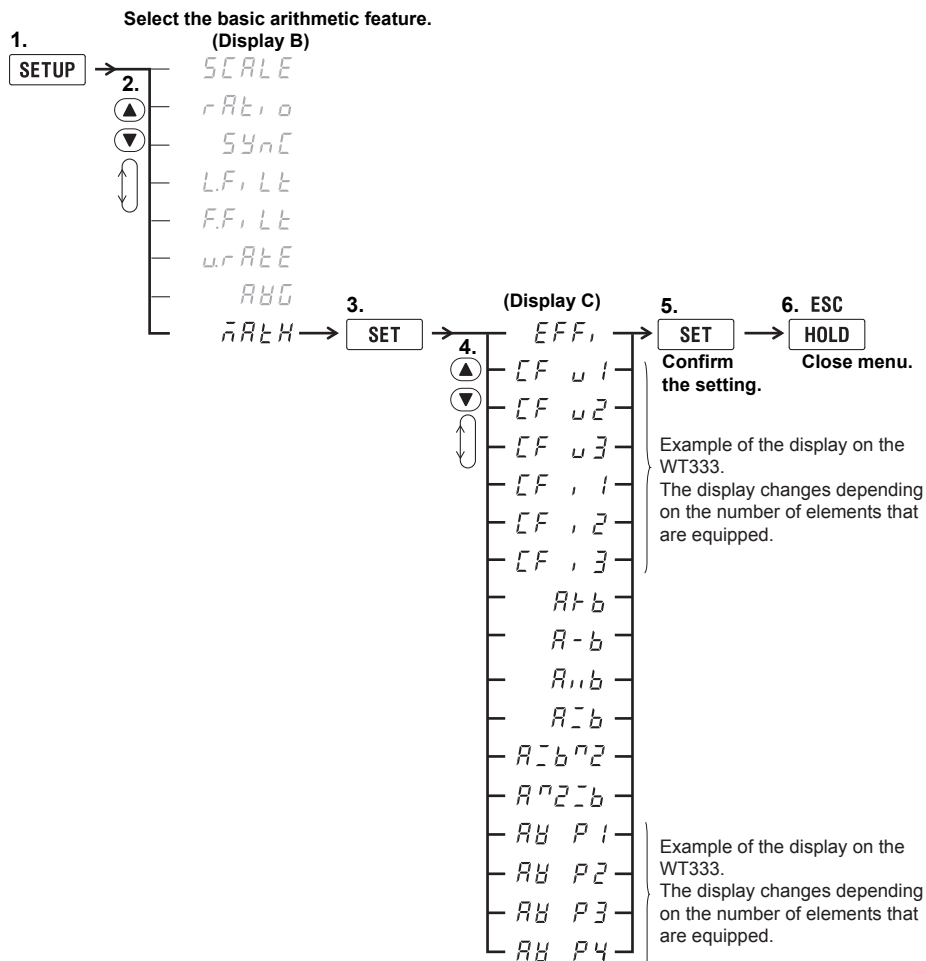 Select the basic arithmetic feature.
1.
(Display B)
SETUP
2.
SCALE
rAtio
SYnC
L.FiLt
F.FiLt
u.rAtE
AVG
MAtH
3.
SET
4.
(Display C)
EFFi
CF u1
CF u2
CF u3
CF i1
CF i2
CF i3
A+b
A-b
5.
SET
Confirm
the setting.
6. ESC
HOLD
Close menu.
Example of the display on the
WT333.
The display changes depending
on the number of elements that
are equipped.
AV P1
AV P2
AV P3
AV P4
Example of the display on the
WT333.
The display changes depending
on the number of elements that
are equipped.